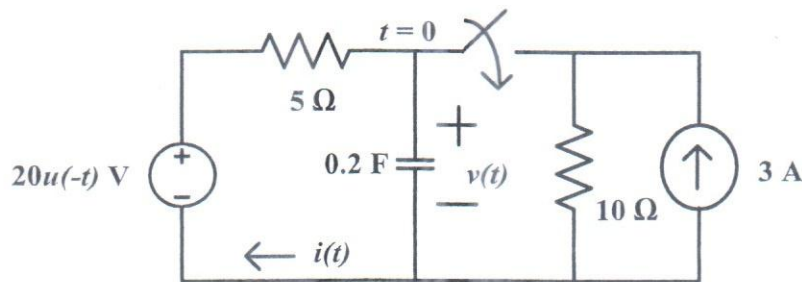 t = 0
5 Ω
+
20u(-t) V
−
0.2 F
+
v(t)
−
10 Ω
3 A
i(t)